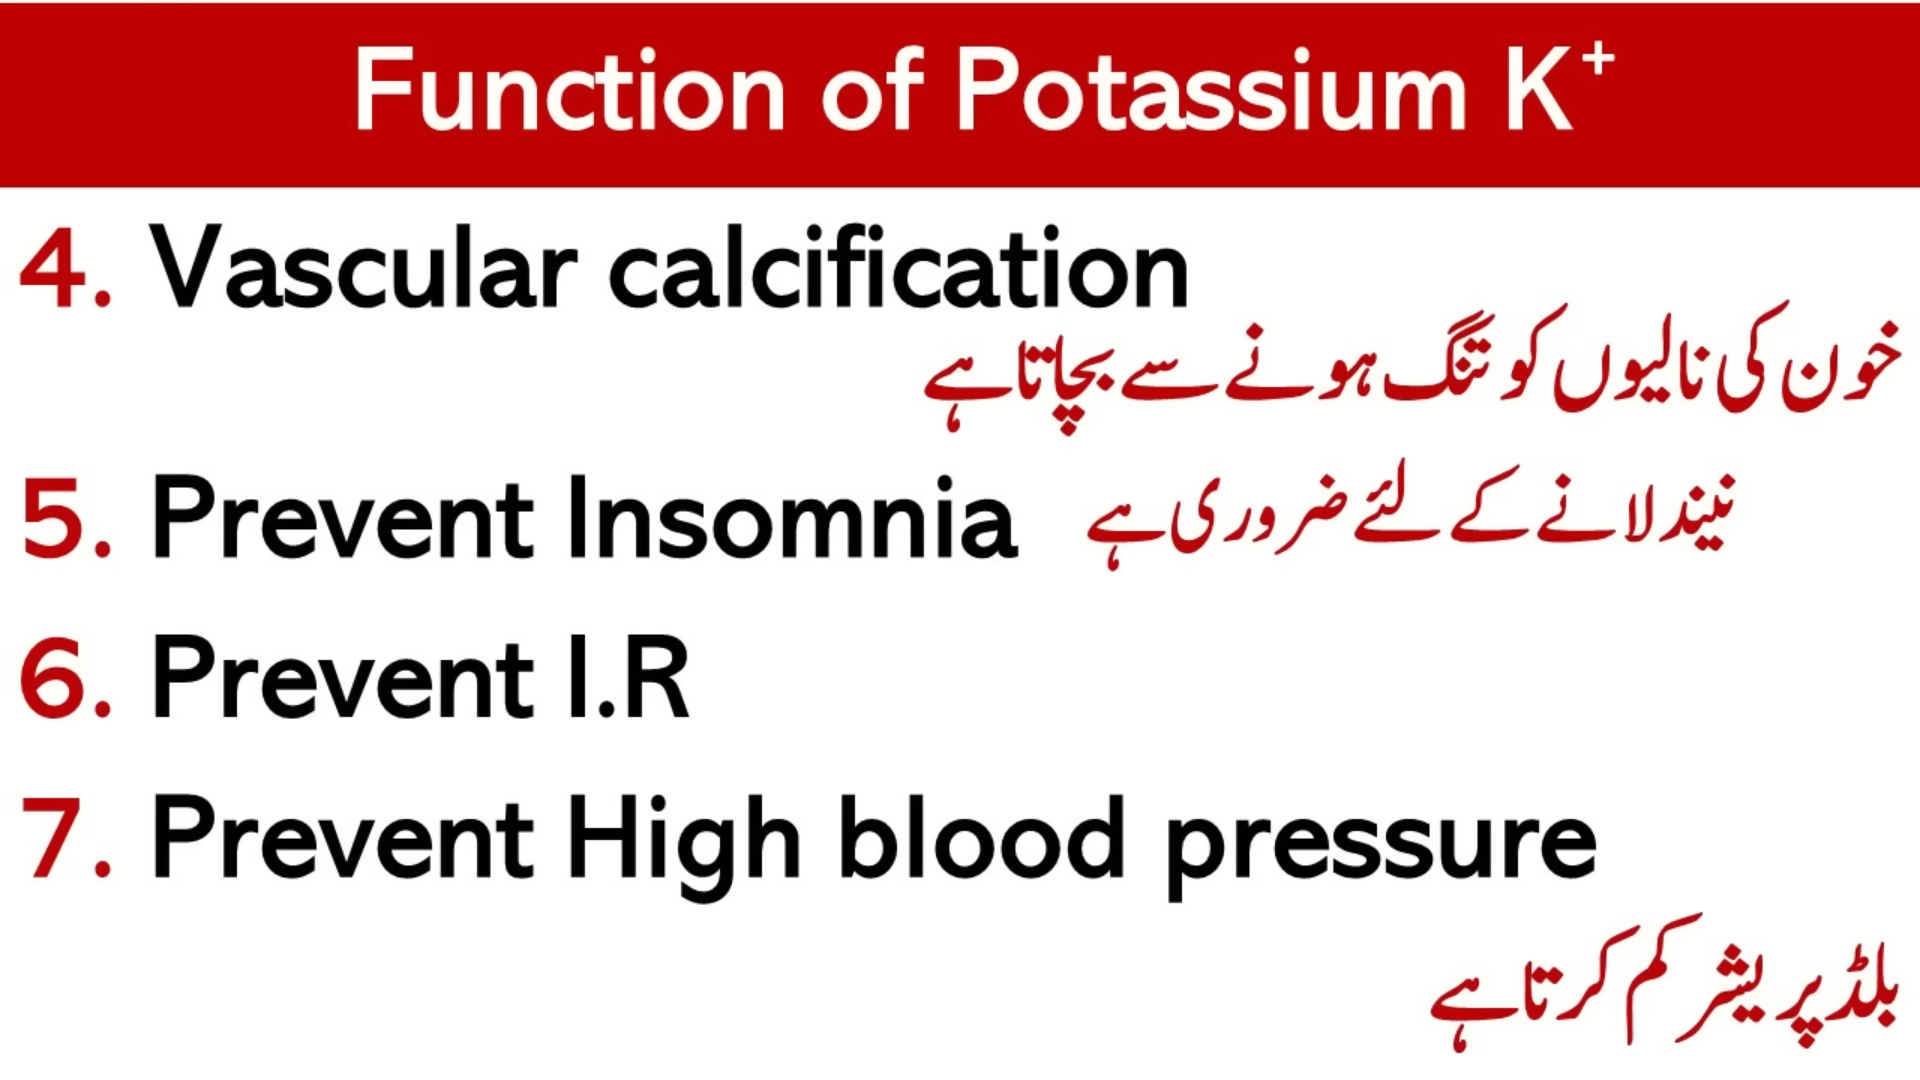 Function of Potassium K⁺
4. Vascular calcification
خون کی نالیوں کو تنگ ہونے سے بچاتا ہے
5. Prevent Insomnia نیند لانے کے لئے ضروری ہے
6. Prevent I.R
7. Prevent High blood pressure
بلڈ پریشر کم کرتا ہے